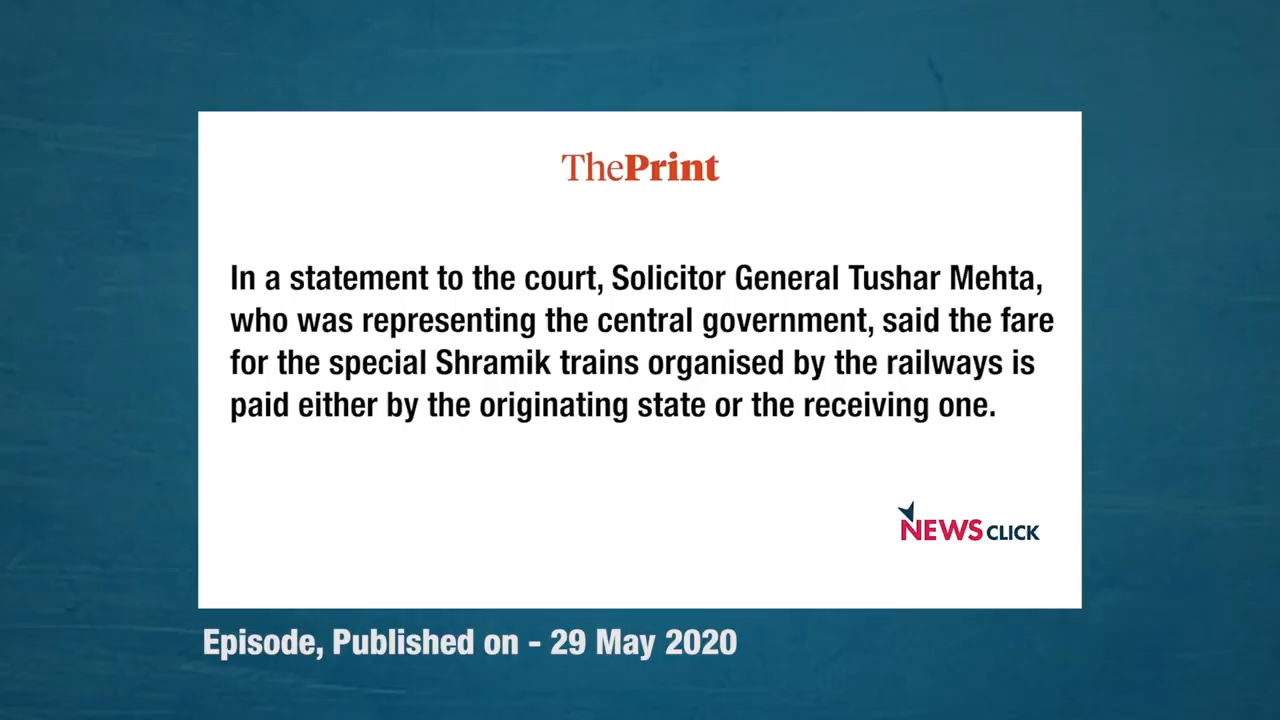 ThePrint
In a statement to the court, Solicitor General Tushar Mehta,
who was representing the central government, said the fare
for the special Shramik trains organised by the railways is
paid either by the originating state or the receiving one.
NEWSCLICK
Episode, Published on - 29 May 2020